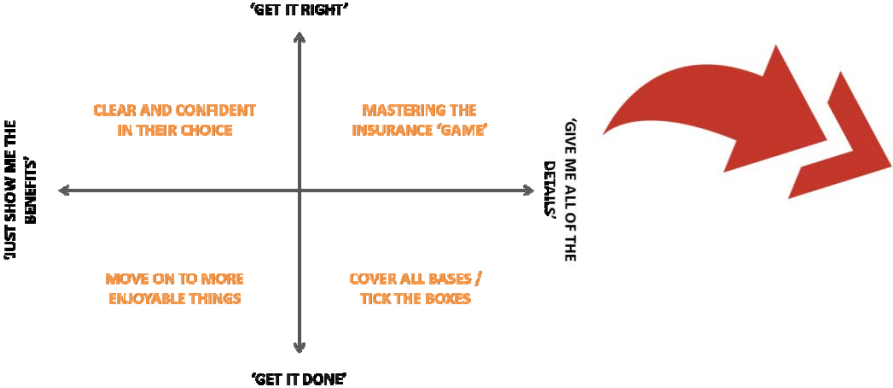 ‘GET IT RIGHT’
CLEAR AND CONFIDENT
IN THEIR CHOICE
MASTERING THE
INSURANCE ‘GAME’
‘JUST SHOW ME THE
BENEFITS’
‘GIVE ME ALL OF THE
DETAILS’
MOVE ON TO MORE
ENJOYABLE THINGS
COVER ALL BASES /
TICK THE BOXES
‘GET IT DONE’